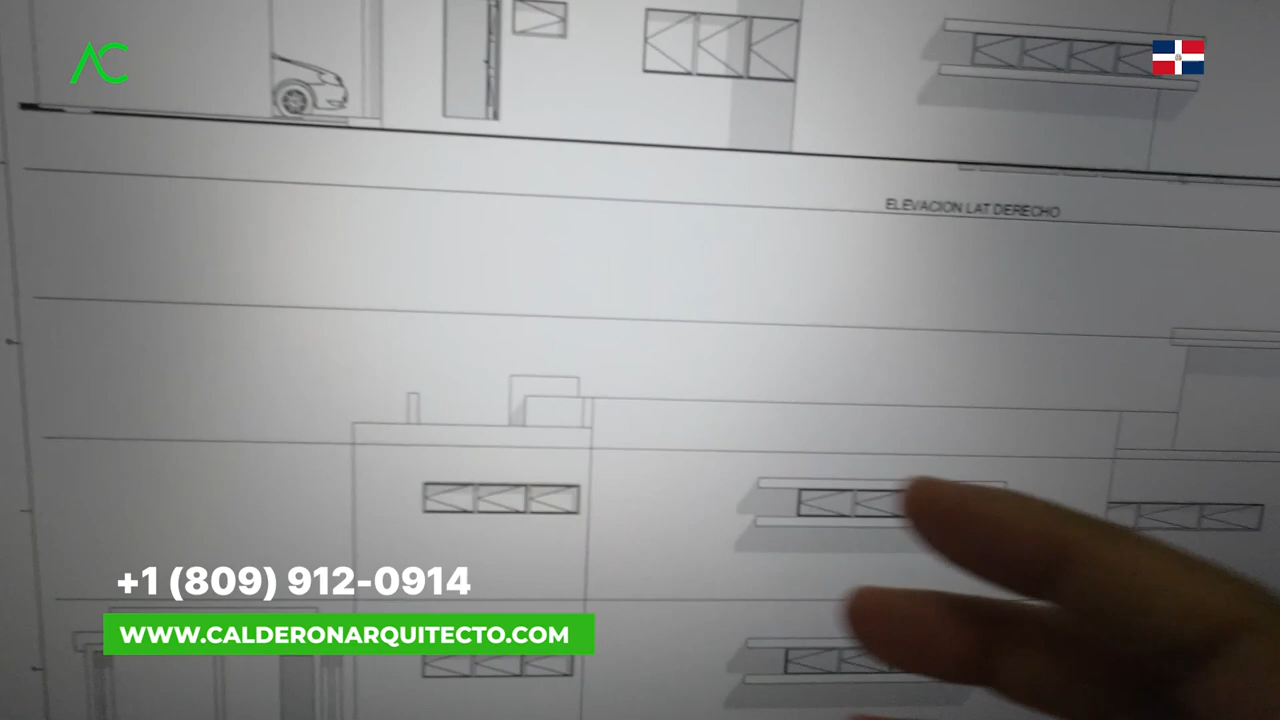 AC
ELEVACION LAT DERECHO
+1 (809) 912-0914
WWW.CALDERONARQUITECTO.COM